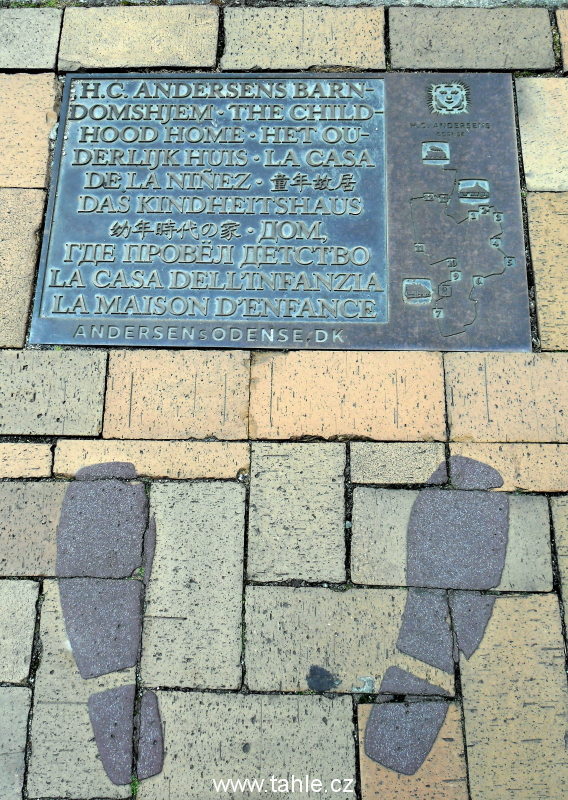 H.C. ANDERSENS BARN-
DOMSHJEM · THE CHILD-
HOOD HOME · HET OU-
DERLIJK HUIS · LA CASA
DE LA NIÑEZ · 童年故居
DAS KINDHEITSHAUS
幼年時代の家 · ДОМ,
ГДЕ ПРОВЁЛ ДЕТСТВО
LA CASA DELL'INFANZIA
LA MAISON D'ENFANCE
ANDERSENsODENSE.DK
H.C. ANDERSENS
ODENSE
www.tahle.cz